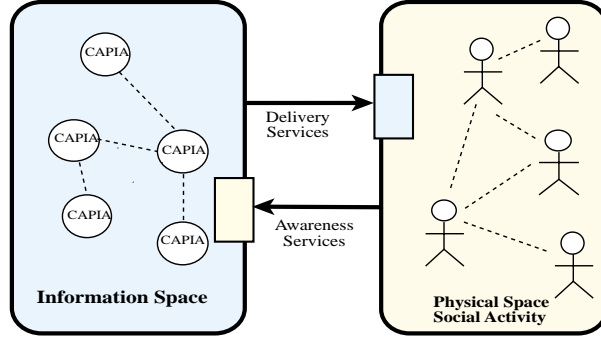 CAPIA
CAPIA
CAPIA
CAPIA
CAPIA
Information Space
Delivery
Services
Awareness
Services
Physical Space
Social Activity